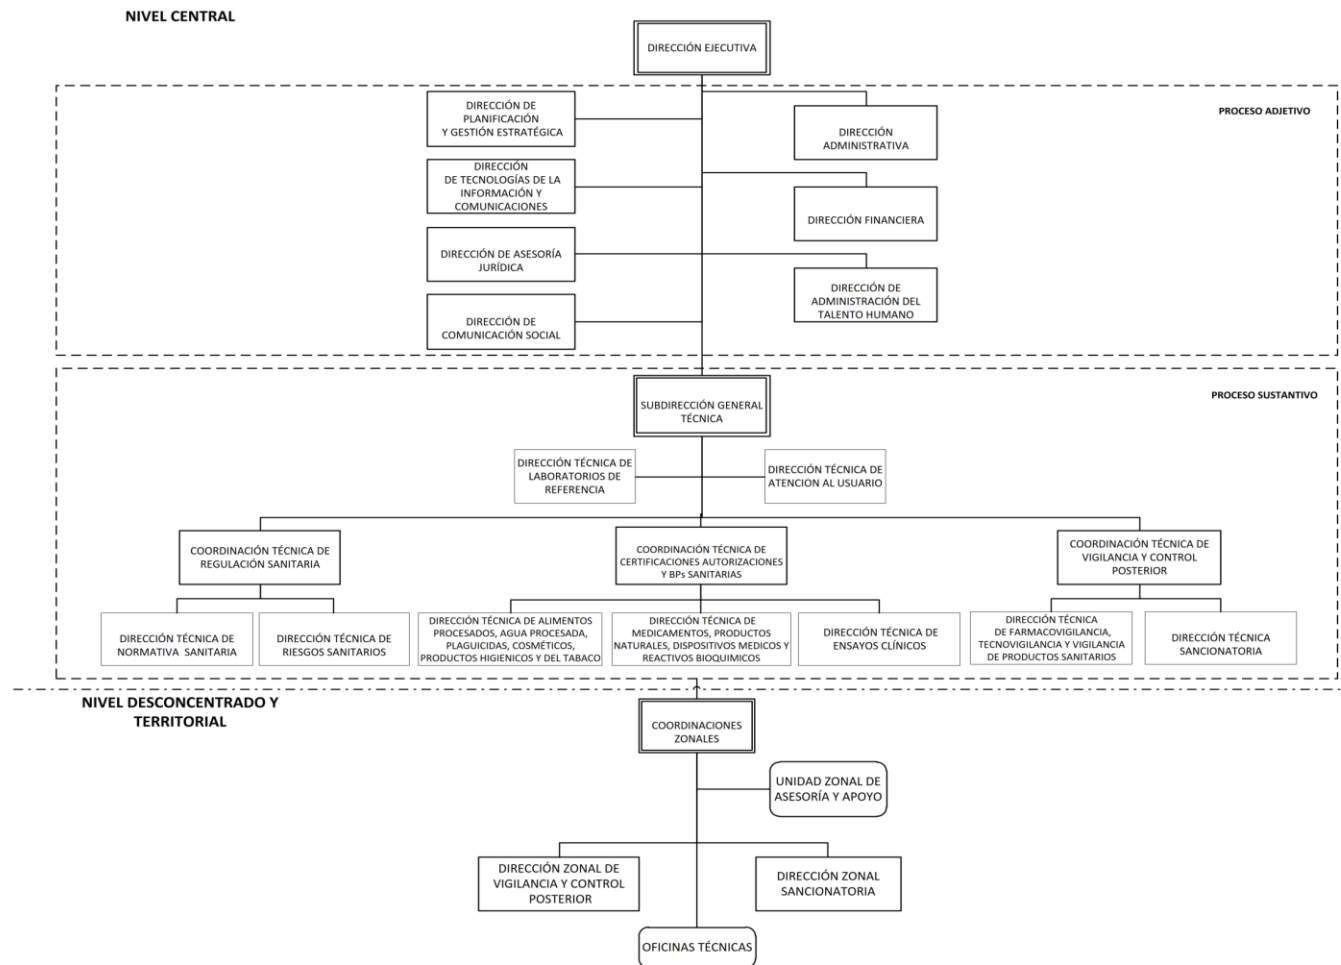 NIVEL CENTRAL
DIRECCIÓN EJECUTIVA
PROCESO ADJETIVO
DIRECCIÓN DE
PLANIFICACIÓN
Y GESTIÓN ESTRATÉGICA
DIRECCIÓN
ADMINISTRATIVA
DIRECCIÓN
DE TECNOLOGÍAS DE LA
INFORMACIÓN Y
COMUNICACIONES
DIRECCIÓN FINANCIERA
DIRECCIÓN DE ASESORÍA
JURÍDICA
DIRECCIÓN DE
ADMINISTRACIÓN DEL
TALENTO HUMANO
DIRECCIÓN DE
COMUNICACIÓN SOCIAL
PROCESO SUSTANTIVO
SUBDIRECCIÓN GENERAL
TÉCNICA
DIRECCIÓN TÉCNICA DE
LABORATORIOS DE
REFERENCIA
DIRECCIÓN TÉCNICA DE
ATENCION AL USUARIO
COORDINACIÓN TÉCNICA DE
REGULACIÓN SANITARIA
COORDINACIÓN TÉCNICA DE
CERTIFICACIONES AUTORIZACIONES
Y BPs SANITARIAS
COORDINACIÓN TÉCNICA DE
VIGILANCIA Y CONTROL
POSTERIOR
DIRECCIÓN TÉCNICA DE
NORMATIVA SANITARIA
DIRECCIÓN TÉCNICA DE
RIESGOS SANITARIOS
DIRECCIÓN TÉCNICA DE ALIMENTOS
PROCESADOS, AGUA PROCESADA,
PLAGUICIDAS, COSMÉTICOS,
PRODUCTOS HIGIENICOS Y DEL TABACO
DIRECCIÓN TÉCNICA DE
MEDICAMENTOS, PRODUCTOS
NATURALES, DISPOSITIVOS MEDICOS Y
REACTIVOS BIOQUIMICOS
DIRECCIÓN TÉCNICA DE
ENSAYOS CLÍNICOS
DIRECCIÓN TÉCNICA
DE FARMACOVIGILANCIA,
TECNOVIGILANCIA Y VIGILANCIA
DE PRODUCTOS SANITARIOS
DIRECCIÓN TÉCNICA
SANCIONATORIA
NIVEL DESCONCENTRADO Y
TERRITORIAL
COORDINACIONES
ZONALES
UNIDAD ZONAL DE
ASESORÍA Y APOYO
DIRECCIÓN ZONAL DE
VIGILANCIA Y CONTROL
POSTERIOR
DIRECCIÓN ZONAL
SANCIONATORIA
OFICINAS TÉCNICAS